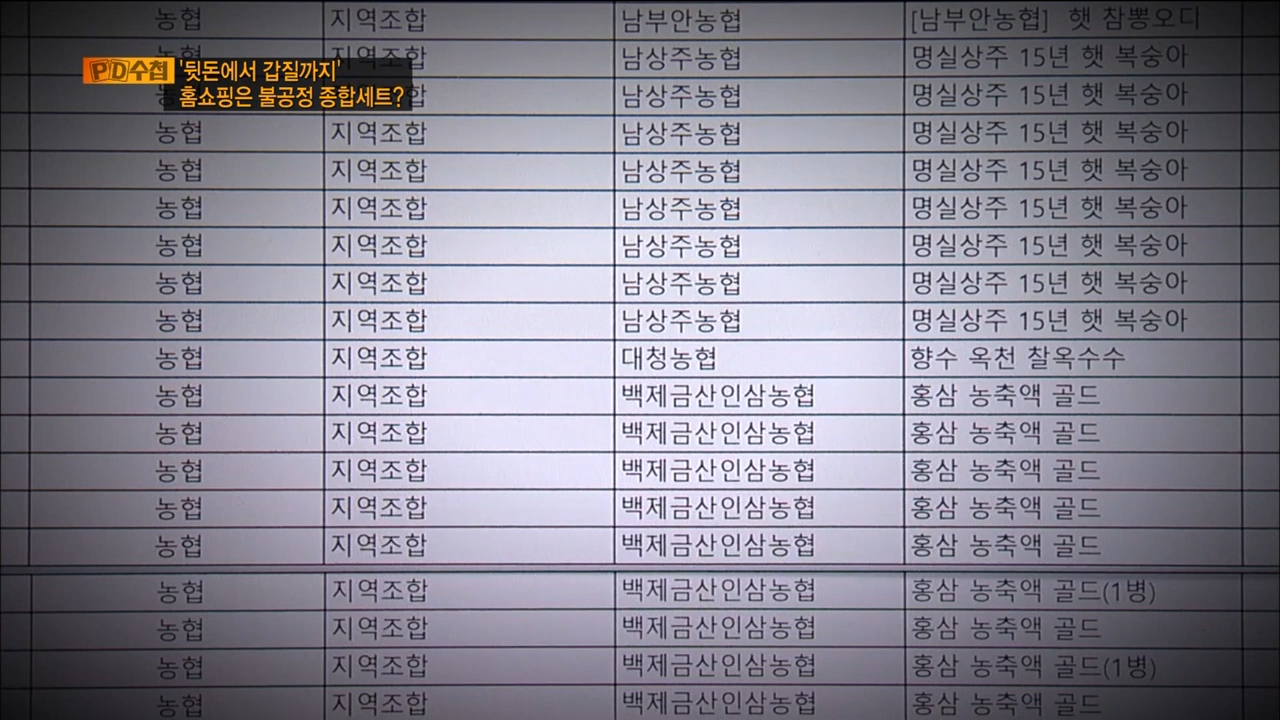 농협 지역조합 남부안농협 [남부안농협] 햇 참뽕오디
지역조합 남상주농협 명실상주 15년 햇 복숭아
PD수첩 '뒷돈에서 갑질까지'
홈쇼핑은 불공정 종합세트?
남상주농협 명실상주 15년 햇 복숭아
농협 지역조합 남상주농협 명실상주 15년 햇 복숭아
농협 지역조합 남상주농협 명실상주 15년 햇 복숭아
농협 지역조합 남상주농협 명실상주 15년 햇 복숭아
농협 지역조합 남상주농협 명실상주 15년 햇 복숭아
농협 지역조합 남상주농협 명실상주 15년 햇 복숭아
농협 지역조합 남상주농협 명실상주 15년 햇 복숭아
농협 지역조합 대청농협 향수 옥천 찰옥수수
농협 지역조합 백제금산인삼농협 홍삼 농축액 골드
농협 지역조합 백제금산인삼농협 홍삼 농축액 골드
농협 지역조합 백제금산인삼농협 홍삼 농축액 골드
농협 지역조합 백제금산인삼농협 홍삼 농축액 골드
농협 지역조합 백제금산인삼농협 홍삼 농축액 골드
농협 지역조합 백제금산인삼농협 홍삼 농축액 골드(1병)
농협 지역조합 백제금산인삼농협 홍삼 농축액 골드
농협 지역조합 백제금산인삼농협 홍삼 농축액 골드(1병)
농협 지역조합 백제금산인삼농협 홍삼 농축액 골드